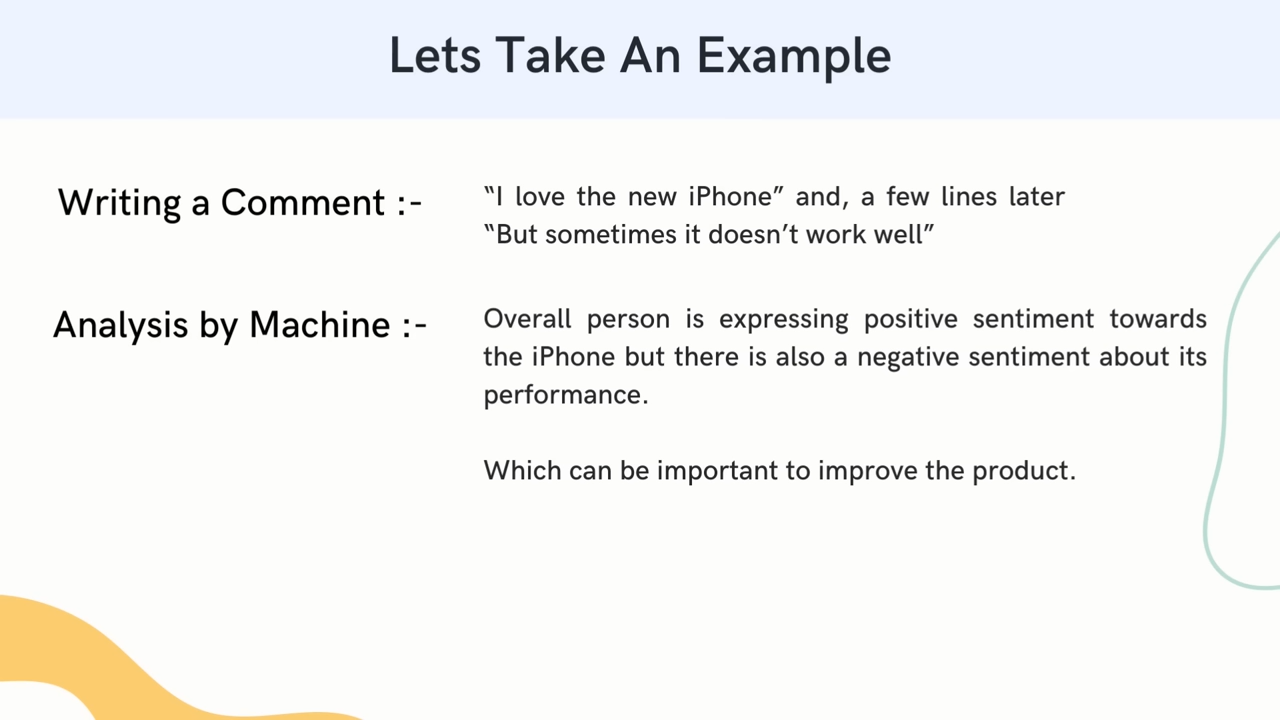 Lets Take An Example
Writing a Comment :-
“I love the new iPhone” and, a few lines later
“But sometimes it doesn’t work well”
Analysis by Machine :-
Overall person is expressing positive sentiment towards
the iPhone but there is also a negative sentiment about its
performance.
Which can be important to improve the product.